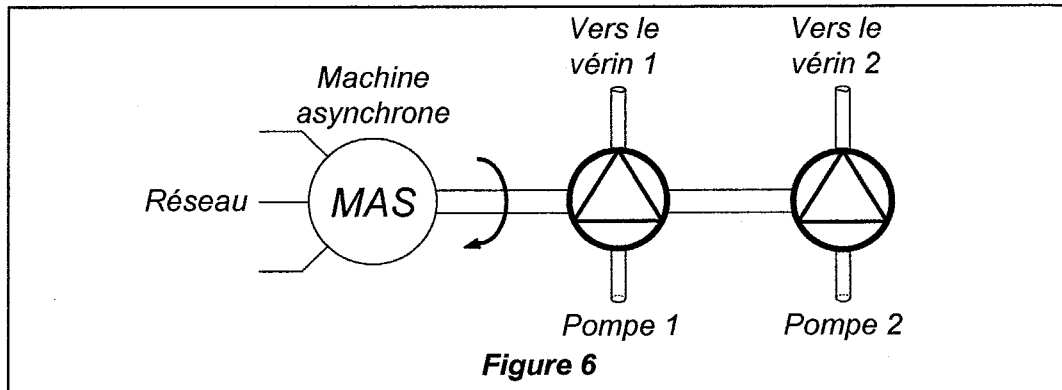 Vers le
vérin 1
Vers le
vérin 2
Machine
asynchrone
Réseau
MAS
Pompe 1
Pompe 2
Figure 6